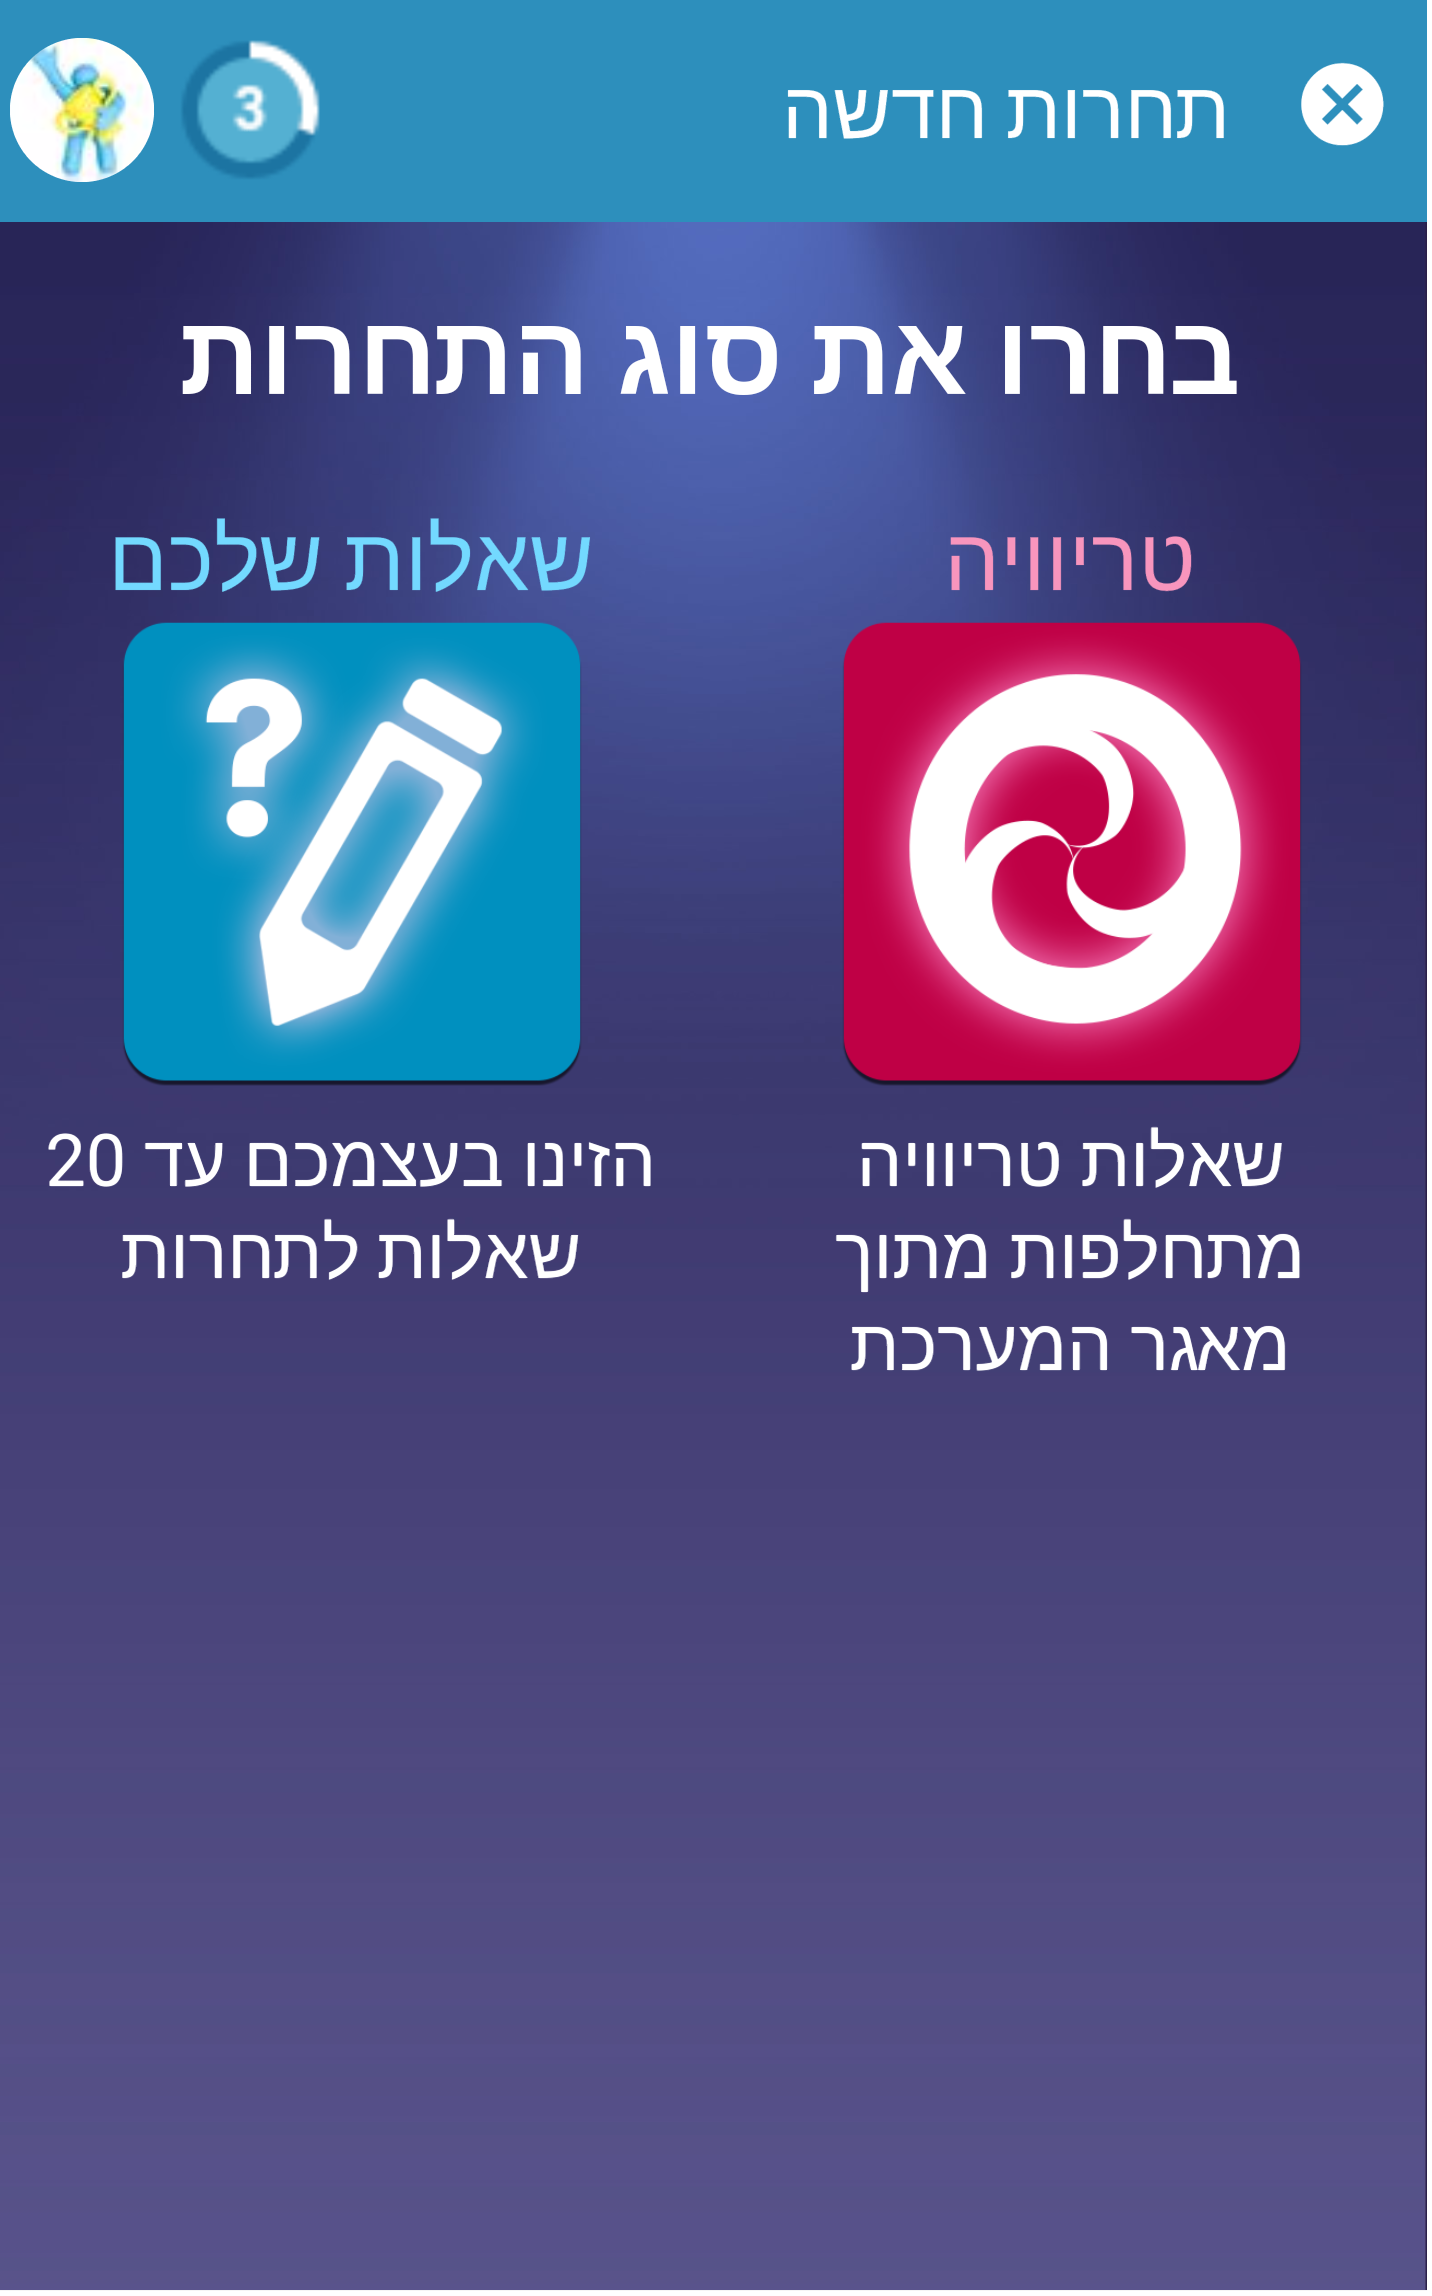 תחרות חדשה
3
בחרו את סוג התחרות
טריוויה
שאלות טריוויה
מתחלפות מתוך
מאגר המערכת
שאלות שלכם
?
הזינו בעצמכם עד 20
שאלות לתחרות